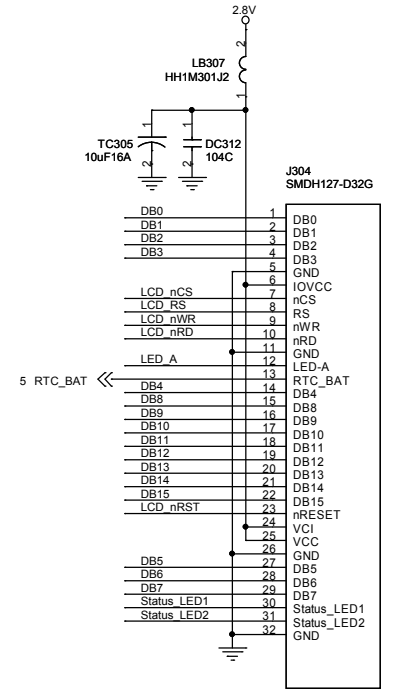 2.8V
2
LB307
HH1M301J2
1
1
1
TC305
10uF16A
DC312
104C
2
2
J304
SMDH127-D32G
DB0 1 DB0
DB1 2 DB1
DB2 3 DB2
DB3 4 DB3
5 GND
6 IOVCC
LCD_nCS 7 nCS
LCD_RS 8 RS
LCD_nWR 9 nWR
LCD_nRD 10 nRD
11 GND
LED_A 12 LED-A
5 RTC_BAT 13 RTC_BAT
DB4 14 DB4
DB8 15 DB8
DB9 16 DB9
DB10 17 DB10
DB11 18 DB11
DB12 19 DB12
DB13 20 DB13
DB14 21 DB14
DB15 22 DB15
LCD_nRST 23 nRESET
24 VCI
25 VCC
26 GND
DB5 27 DB5
DB6 28 DB6
DB7 29 DB7
Status_LED1 30 Status_LED1
Status_LED2 31 Status_LED2
32 GND